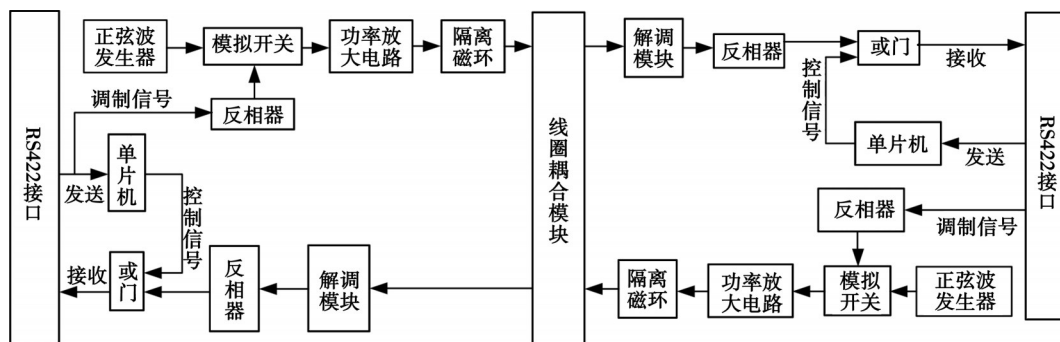 RS422接口
正弦波
发生器
模拟开关
功率放
大电路
隔离
磁环
调制信号
反相器
发送
单
片
机
控
制
信
号
接收
或
门
反
相
器
解调
模块
线
圈
耦
合
模
块
解调
模块
反相器
或门
接收
控
制
信
号
单片机
发送
反相器
调制信号
隔离
磁环
功率放
大电路
模拟
开关
正弦波
发生器
RS422接口